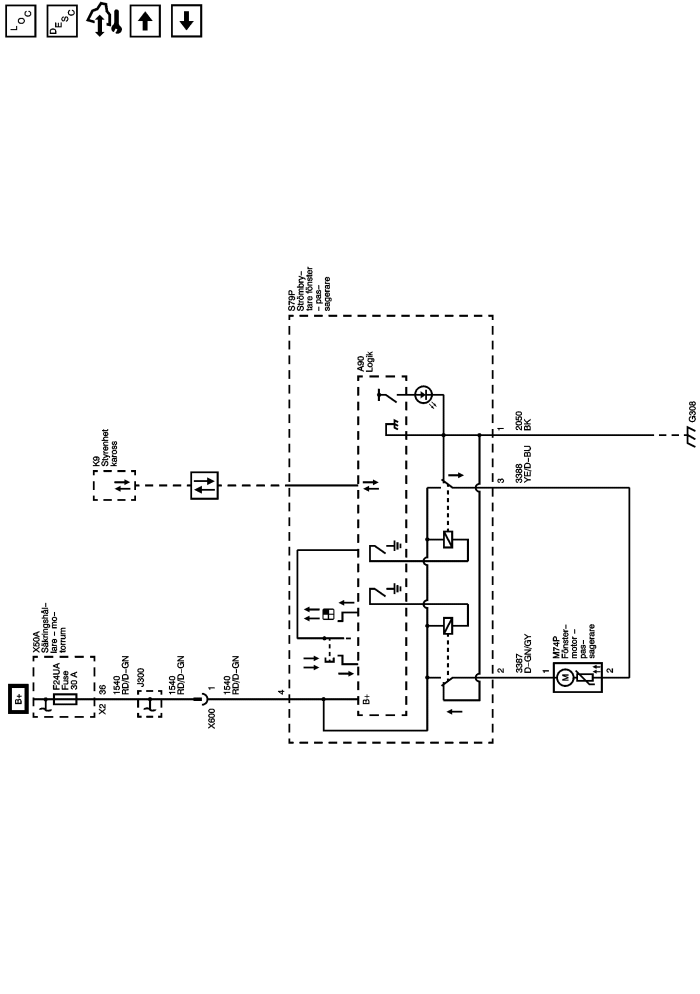 LOC
DESC
B+
X50A
Säkringshål–
lare – mo–
torrum
F24UA
Fuse
30 A
X2
36
1540
RD/D–GN
J300
1540
RD/D–GN
X600
1
1540
RD/D–GN
4
K9
Styrenhet
kaross
S79P
Strömbry–
tare fönster
– pas–
sagerare
A90
Logik
B+
1
2050
BK
G308
3
3388
YE/D–BU
2
3387
D–GN/GY
M74P
Fönster–
motor –
pas–
sagerare
1
M
2